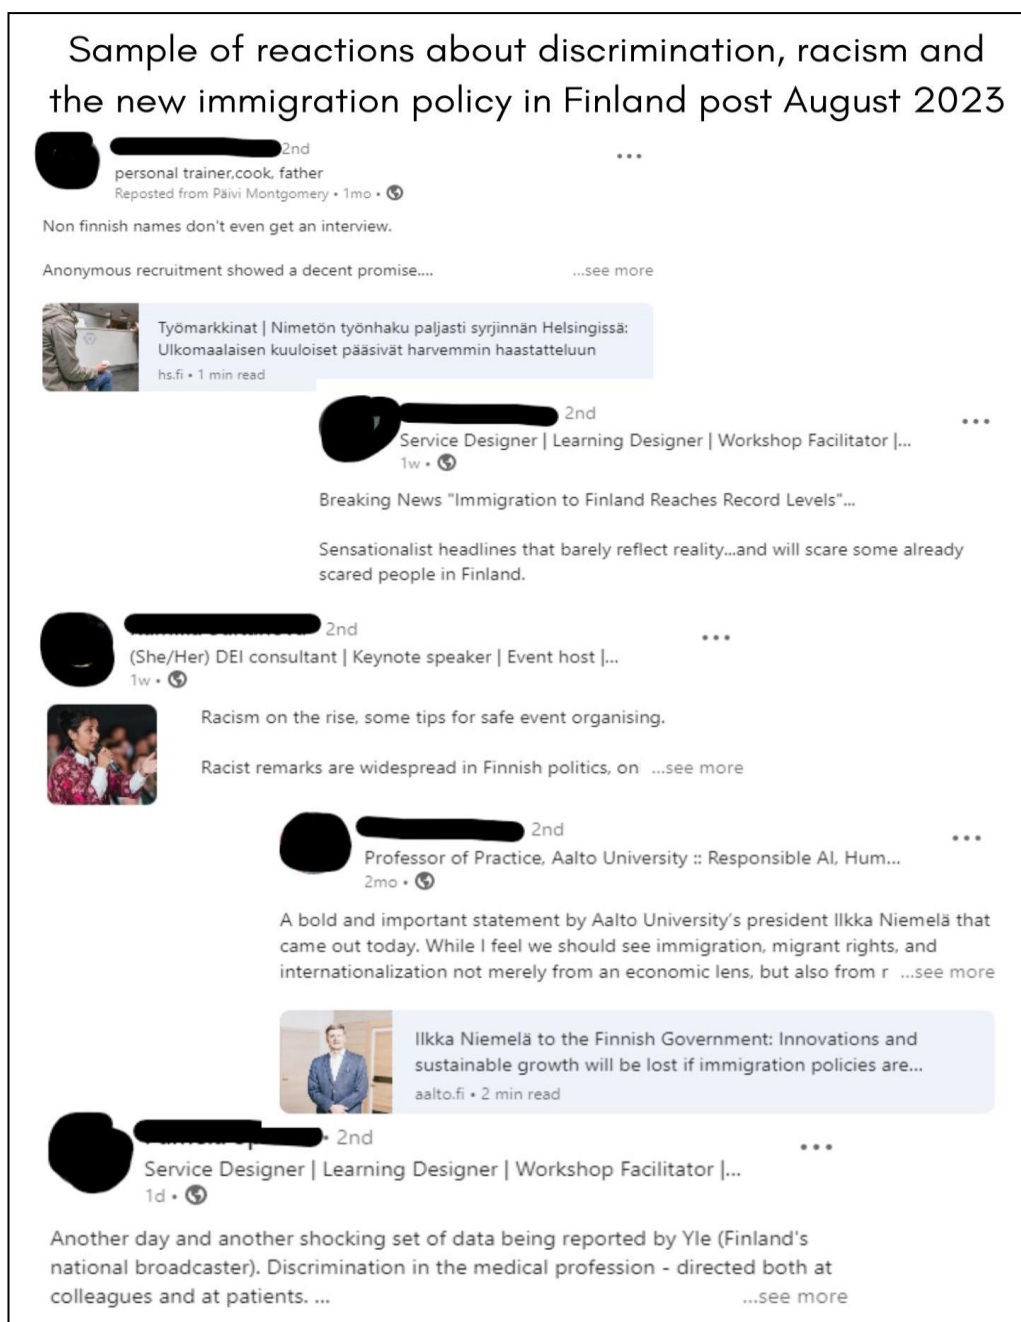 Sample of reactions about discrimination, racism and
the new immigration policy in Finland post August 2023
2nd
personal trainer,cook, father
Reposted from Päivi Montgomery • 1mo •
Non finnish names don't even get an interview.
Anonymous recruitment showed a decent promise.... ...see more
Työmarkkinat | Nimetön työnhaku paljasti syrjinnän Helsingissä:
Ulkomaalaisen kuuloiset pääsivät harvemmin haastatteluun
hs.fi • 1 min read
2nd
Service Designer | Learning Designer | Workshop Facilitator |...
1w •
Breaking News "Immigration to Finland Reaches Record Levels"...
Sensationalist headlines that barely reflect reality...and will scare some already
scared people in Finland.
2nd
(She/Her) DEI consultant | Keynote speaker | Event host |...
1w •
Racism on the rise, some tips for safe event organising.
Racist remarks are widespread in Finnish politics, on ...see more
2nd
Professor of Practice, Aalto University :: Responsible AI, Hum...
2mo •
A bold and important statement by Aalto University's president Ilkka Niemelä that
came out today. While I feel we should see immigration, migrant rights, and
internationalization not merely from an economic lens, but also from r ...see more
Ilkka Niemelä to the Finnish Government: Innovations and
sustainable growth will be lost if immigration policies are...
aalto.fi • 2 min read
• 2nd
Service Designer | Learning Designer | Workshop Facilitator |...
1d •
Another day and another shocking set of data being reported by Yle (Finland's
national broadcaster). Discrimination in the medical profession - directed both at
colleagues and at patients. ... ...see more